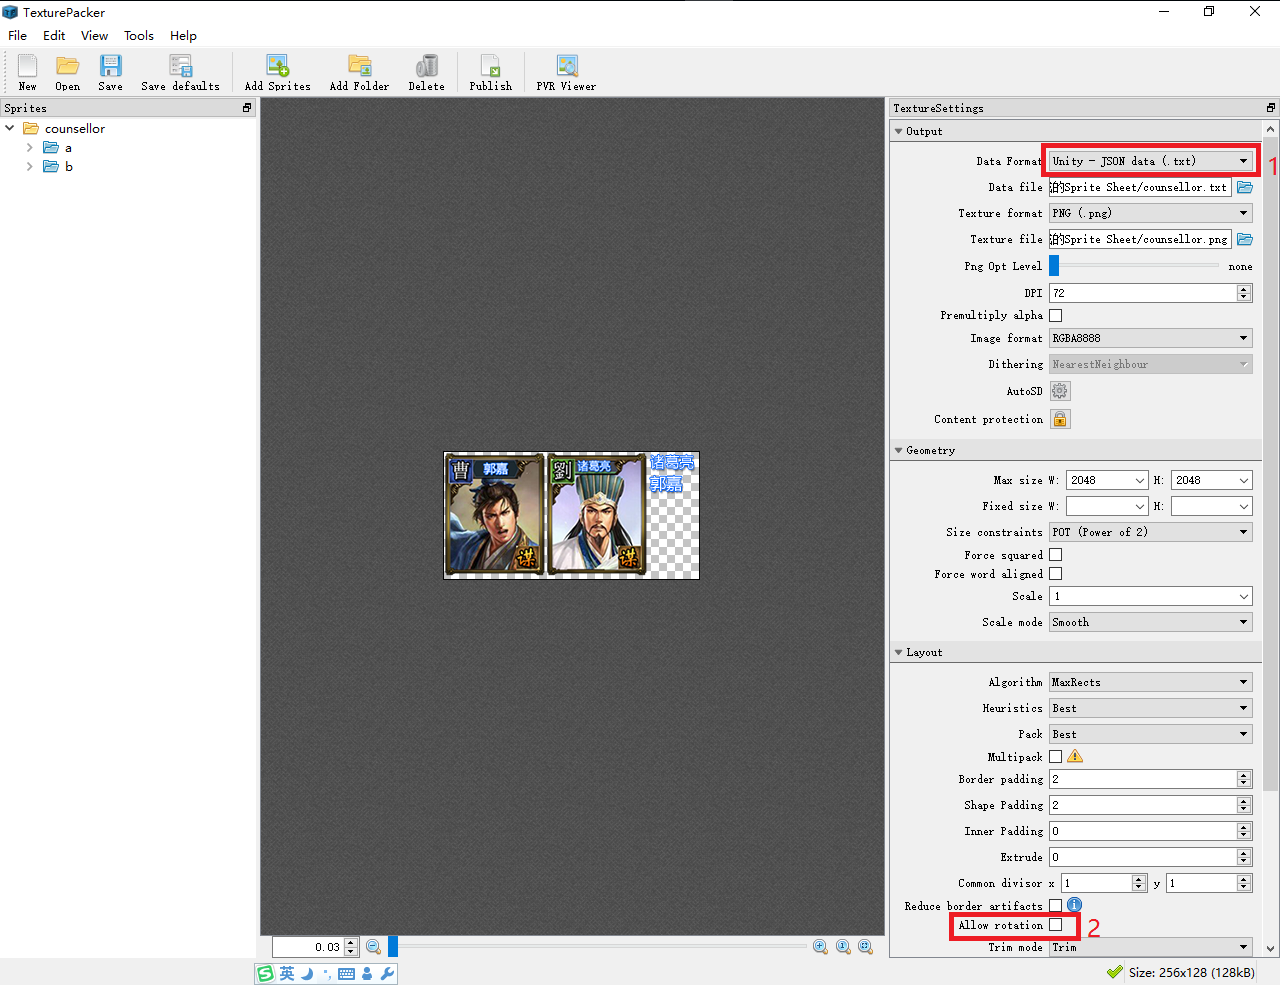 TexturePacker
File Edit View Tools Help
New Open Save Save defaults Add Sprites Add Folder Delete Publish PVR Viewer
Sprites
counsellor
a
b
曹 郭嘉 谋
劉 诸葛亮 谋
诸葛亮
郭嘉
0.03
英
TextureSettings
Output
Data Format Unity - JSON data (.txt) 1
Data file 的Sprite Sheet/counsellor.txt
Texture format PNG (.png)
Texture file 的Sprite Sheet/counsellor.png
Png Opt Level none
DPI 72
Premultiply alpha
Image format RGBA8888
Dithering NearestNeighbour
AutoSD
Content protection
Geometry
Max size W: 2048 H: 2048
Fixed size W: H:
Size constraints POT (Power of 2)
Force squared
Force word aligned
Scale 1
Scale mode Smooth
Layout
Algorithm MaxRects
Heuristics Best
Pack Best
Multipack
Border padding 2
Shape Padding 2
Inner Padding 0
Extrude 0
Common divisor x 1 y 1
Reduce border artifacts
Allow rotation 2
Trim mode Trim
Size: 256x128 (128kB)